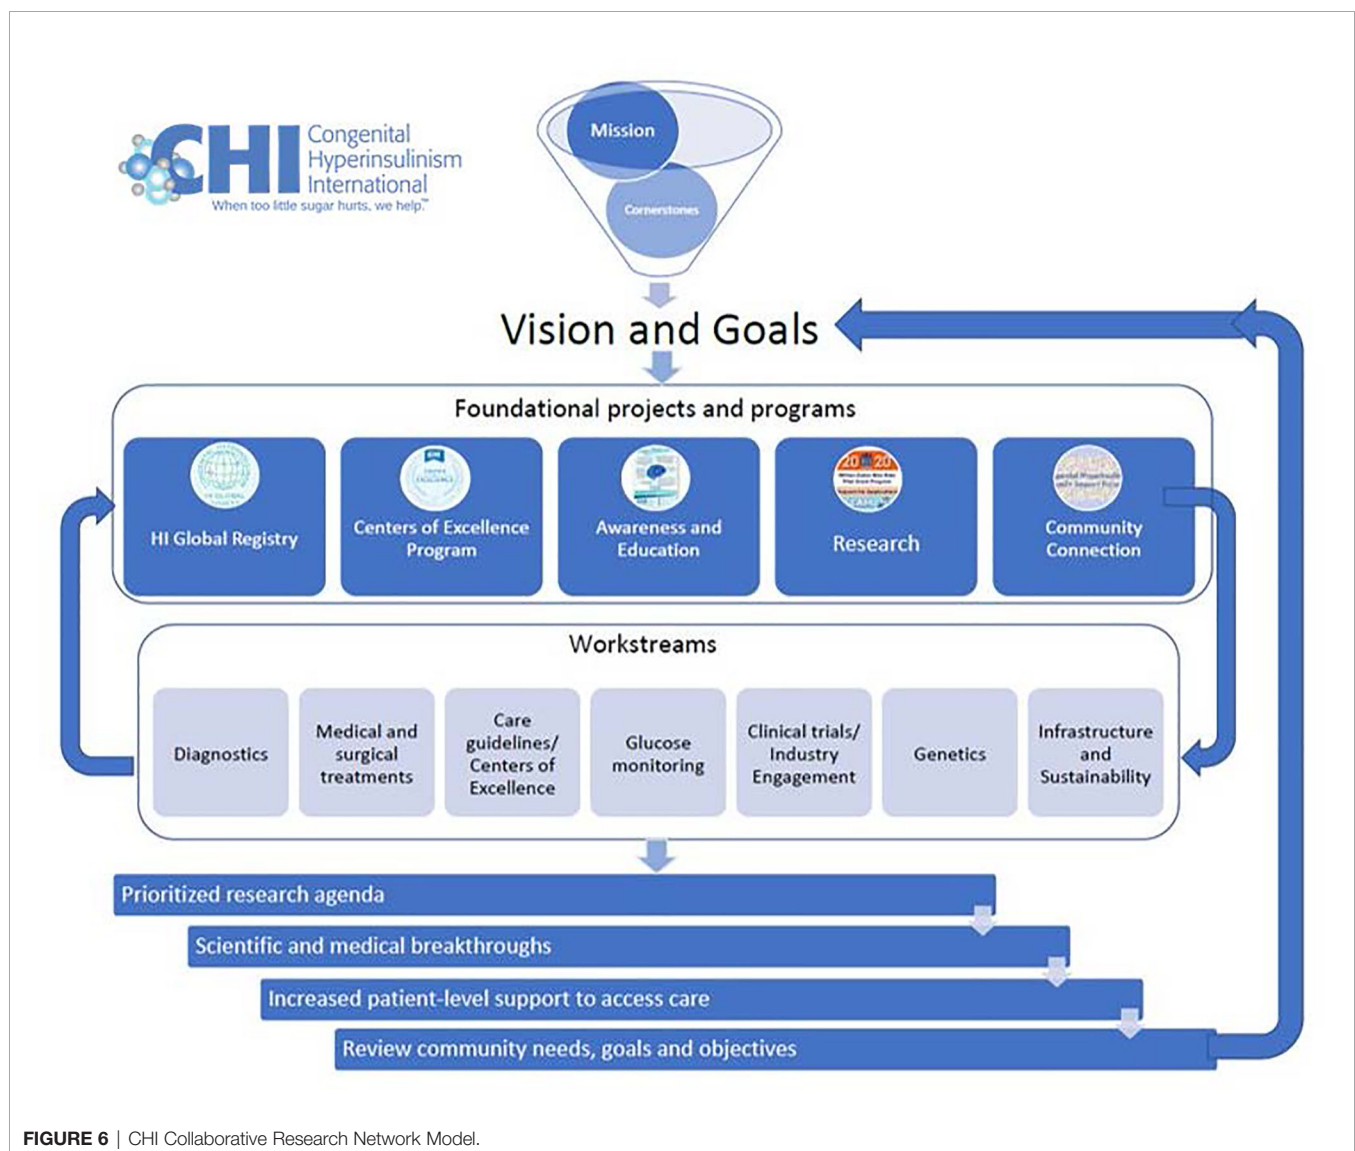 CHI
Congenital
Hyperinsulinism
International
When too little sugar hurts, we help.™
Mission
Cornerstones
Vision and Goals
Foundational projects and programs
HI Global Registry
Centers of Excellence
Program
Awareness and
Education
2020
Research
Community
Connection
Workstreams
Diagnostics
Medical and
surgical
treatments
Care
guidelines/
Centers of
Excellence
Glucose
monitoring
Clinical trials/
Industry
Engagement
Genetics
Infrastructure
and
Sustainability
Prioritized research agenda
Scientific and medical breakthroughs
Increased patient-level support to access care
Review community needs, goals and objectives
FIGURE 6 | CHI Collaborative Research Network Model.